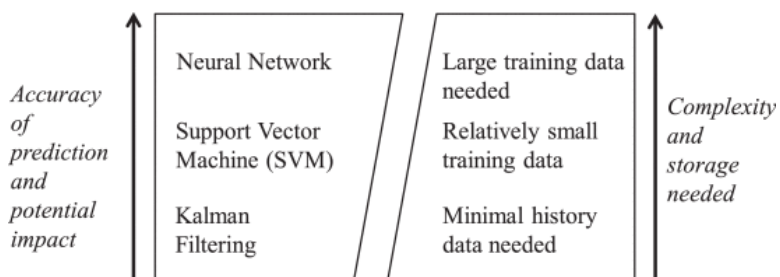 Accuracy
of
prediction
and
potential
impact
Neural Network
Support Vector
Machine (SVM)
Kalman
Filtering
Large training data
needed
Relatively small
training data
Minimal history
data needed
Complexity
and
storage
needed